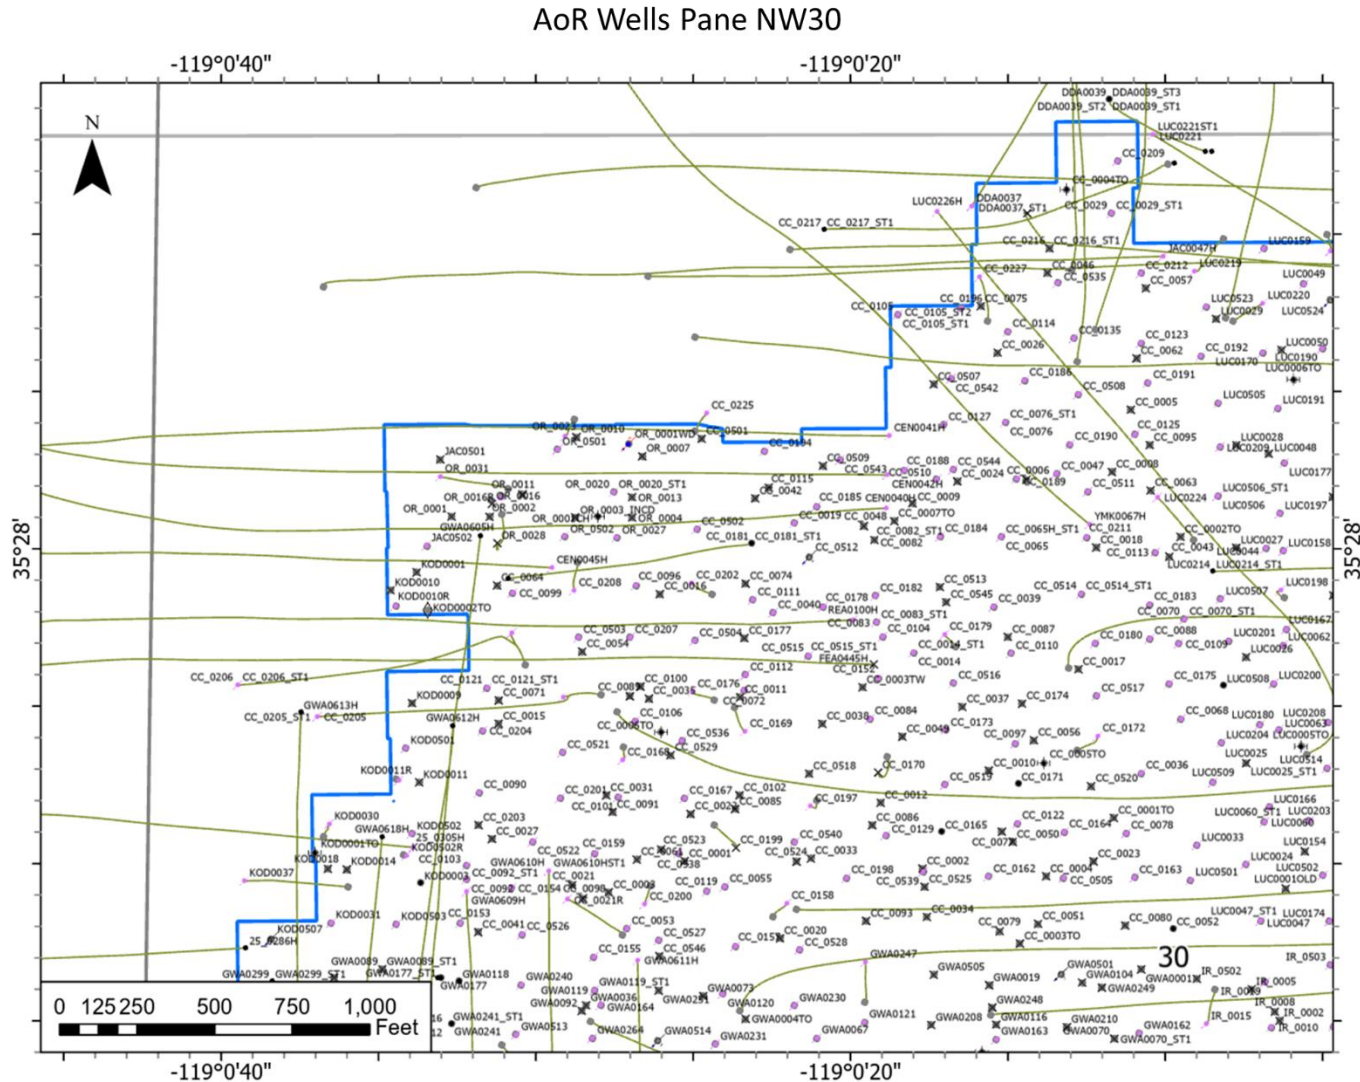 AoR Wells Pane NW30
-119°0'40"
-119°0'20"
N
DDA0039 DDA0039_ST3
DDA0039_ST2 DDA0039_ST1
LUC0221ST1
LUC0221
CC_0209
CC_0004TO
LUC0226H
DDA0037
DDA0037_ST1
CC_0029 CC_0029_ST1
CC_0217 CC_0217_ST1
CC_0216 CC_0216_ST1
JAC0047H
LUC0159
CC_0227
CC_0046
CC_0535
CC_0212
LUC0219
CC_0057
LUC0049
CC_0105
CC_0196 CC_0075
CC_0105_ST2
CC_0105_ST1
LUC0523
LUC0220
LUC0029
LUC0524
CC_0114
CC_0135
CC_0123
CC_0026
CC_0062
CC_0192
LUC0050
LUC0170
LUC0190
CC_0507
CC_0186
CC_0191
LUC0006TO
CC_0542
CC_0508
LUC0505
LUC0191
CC_0225
CC_0005
CC_0076_ST1
CC_0127
CC_0076
CC_0125
OR_0010
OR_0001WD
CC_0501
CEN0041H
CC_0190
CC_0095
LUC0028
OR_0501
OR_0007
CC_0194
LUC0209
LUC0048
JAC0501
OR_0031
CC_0509
CC_0188
CC_0544
CC_0543
CC_0510
CC_0024
CC_0006
CC_0047
CC_0008
LUC0177
OR_0011
OR_0020 OR_0020_ST1
CC_0115
CC_0042
CEN0042H
CC_0189
CC_0511
CC_0063
LUC0506_ST1
OR_0016
OR_0013
CC_0185
CEN0040H
CC_0009
LUC0224
LUC0506
OR_0001
OR_0002
OR_0003
INCD
OR_0004
CC_0019
CC_0048
CC_0007TO
YMK0067H
LUC0197
GWA0605H
CC_0502
CC_0082_ST1
CC_0184
CC_0065H_ST1
CC_0211
CC_0002TO
JAC0502
OR_0028
OR_0502
OR_0027
CC_0181 CC_0181_ST1
CC_0082
CC_0065
CC_0018
CC_0113
CC_0043
LUC0044
LUC0158
CC_0512
35°28'
35°28'
KOD0001
CEN0045H
LUC0214 LUC0214_ST1
KOD0010
CC_0064
CC_0096
CC_0202
CC_0074
CC_0513
LUC0198
KOD0010R
CC_0099
CC_0208
CC_0016
CC_0111
CC_0178
CC_0182
CC_0545
CC_0514 CC_0514_ST1
CC_0183
LUC0507
KOD0002TO
CC_0040
REA0100H
CC_0083_ST1
CC_0039
CC_0070 CC_0070_ST1
LUC0167
CC_0503
CC_0207
CC_0083
CC_0104
CC_0179
CC_0087
CC_0088
LUC0201
LUC0062
CC_0054
CC_0504
CC_0177
CC_0515 CC_0515_ST1
CC_0014_ST1
CC_0110
CC_0180
CC_0109
LUC0026
FEA0445H
CC_0014
CC_0206 CC_0206_ST1
CC_0112
CC_0152
CC_0017
CC_0121 CC_0121_ST1
CC_0100
CC_0176
CC_0011
CC_0003TW
CC_0516
CC_0175
LUC0508
LUC0200
GWA0613H
KOD0009
CC_0071
CC_0035
CC_0072
CC_0037
CC_0174
CC_0517
CC_0205_ST1 CC_0205
GWA0612H
CC_0015
CC_0106
CC_0169
CC_0038
CC_0084
CC_0173
CC_0068
LUC0180
LUC0208
CC_0204
CC_0006TO
CC_0536
CC_0049
CC_0097
CC_0056
CC_0172
LUC0063
KOD0501
CC_0521
CC_0168
CC_0529
CC_0005TO
LUC0204
LUC0005TO
LUC0025
KOD0011R
KOD0011
CC_0518
CC_0170
CC_0010
CC_0171
CC_0036
LUC0025_ST1
CC_0090
CC_0201
CC_0031
CC_0167
CC_0102
CC_0519
CC_0520
LUC0509
CC_0101
CC_0091
CC_0022
CC_0085
CC_0197
CC_0012
LUC0166
KOD0030
CC_0203
CC_0001TO
LUC0060_ST1
LUC0203
GWA0618H
KOD0502
CC_0086
CC_0165
CC_0122
CC_0164
LUC0060
25_0305H
CC_0027
CC_0523
CC_0199
CC_0540
CC_0129
CC_0050
CC_0078
KOD0001TO
KOD0502R
CC_0522
CC_0159
CC_0061
CC_0001
CC_0524
CC_0033
CC_0077
LUC0033
LUC0154
KOD0018
KOD0014
CC_0103
GWA0610H
GWA0610HST1
CC_0538
CC_0002
CC_0023
LUC0024
KOD0037
KOD0003
CC_0092_ST1
CC_0021
CC_0198
CC_0539
CC_0525
CC_0162
CC_0004
CC_0505
LUC0501
LUC0502
LUC0001OLD
CC_0092
CC_0154
CC_0098
CC_0003
CC_0119
CC_0055
GWA0609H
CC_0021R
CC_0200
CC_0158
KOD0031
KOD0503
CC_0153
CC_0093
CC_0034
LUC0047_ST1
LUC0174
KOD0507
CC_0041
CC_0526
CC_0053
CC_0079
CC_0051
CC_0080
CC_0052
LUC0047
25_0286H
CC_0527
CC_0020
CC_0003TO
CC_0155
CC_0546
CC_0528
30
GWA0089
GWA0089_ST1
GWA0611H
GWA0247
IR_0503
GWA0299 GWA0299_ST1
GWA0177_ST1
GWA0118
GWA0240
GWA0505
GWA0501
GWA0001
IR_0502
GWA0177
GWA0119
GWA0119_ST1
GWA0073
GWA0019
GWA0104
GWA0249
IR_0005
GWA0092
GWA0036
GWA0251
GWA0120
GWA0230
GWA0248
GWA0164
IR_0008
GWA0241_ST1
GWA0004TO
GWA0121
GWA0208
GWA0116
GWA0210
IR_0015
IR_0002
GWA0241
GWA0513
GWA0264
GWA0514
GWA0067
GWA0163
GWA0070
GWA0162
IR_0010
GWA0231
GWA0070_ST1
0 125 250 500 750 1,000
Feet
-119°0'40"
-119°0'20"